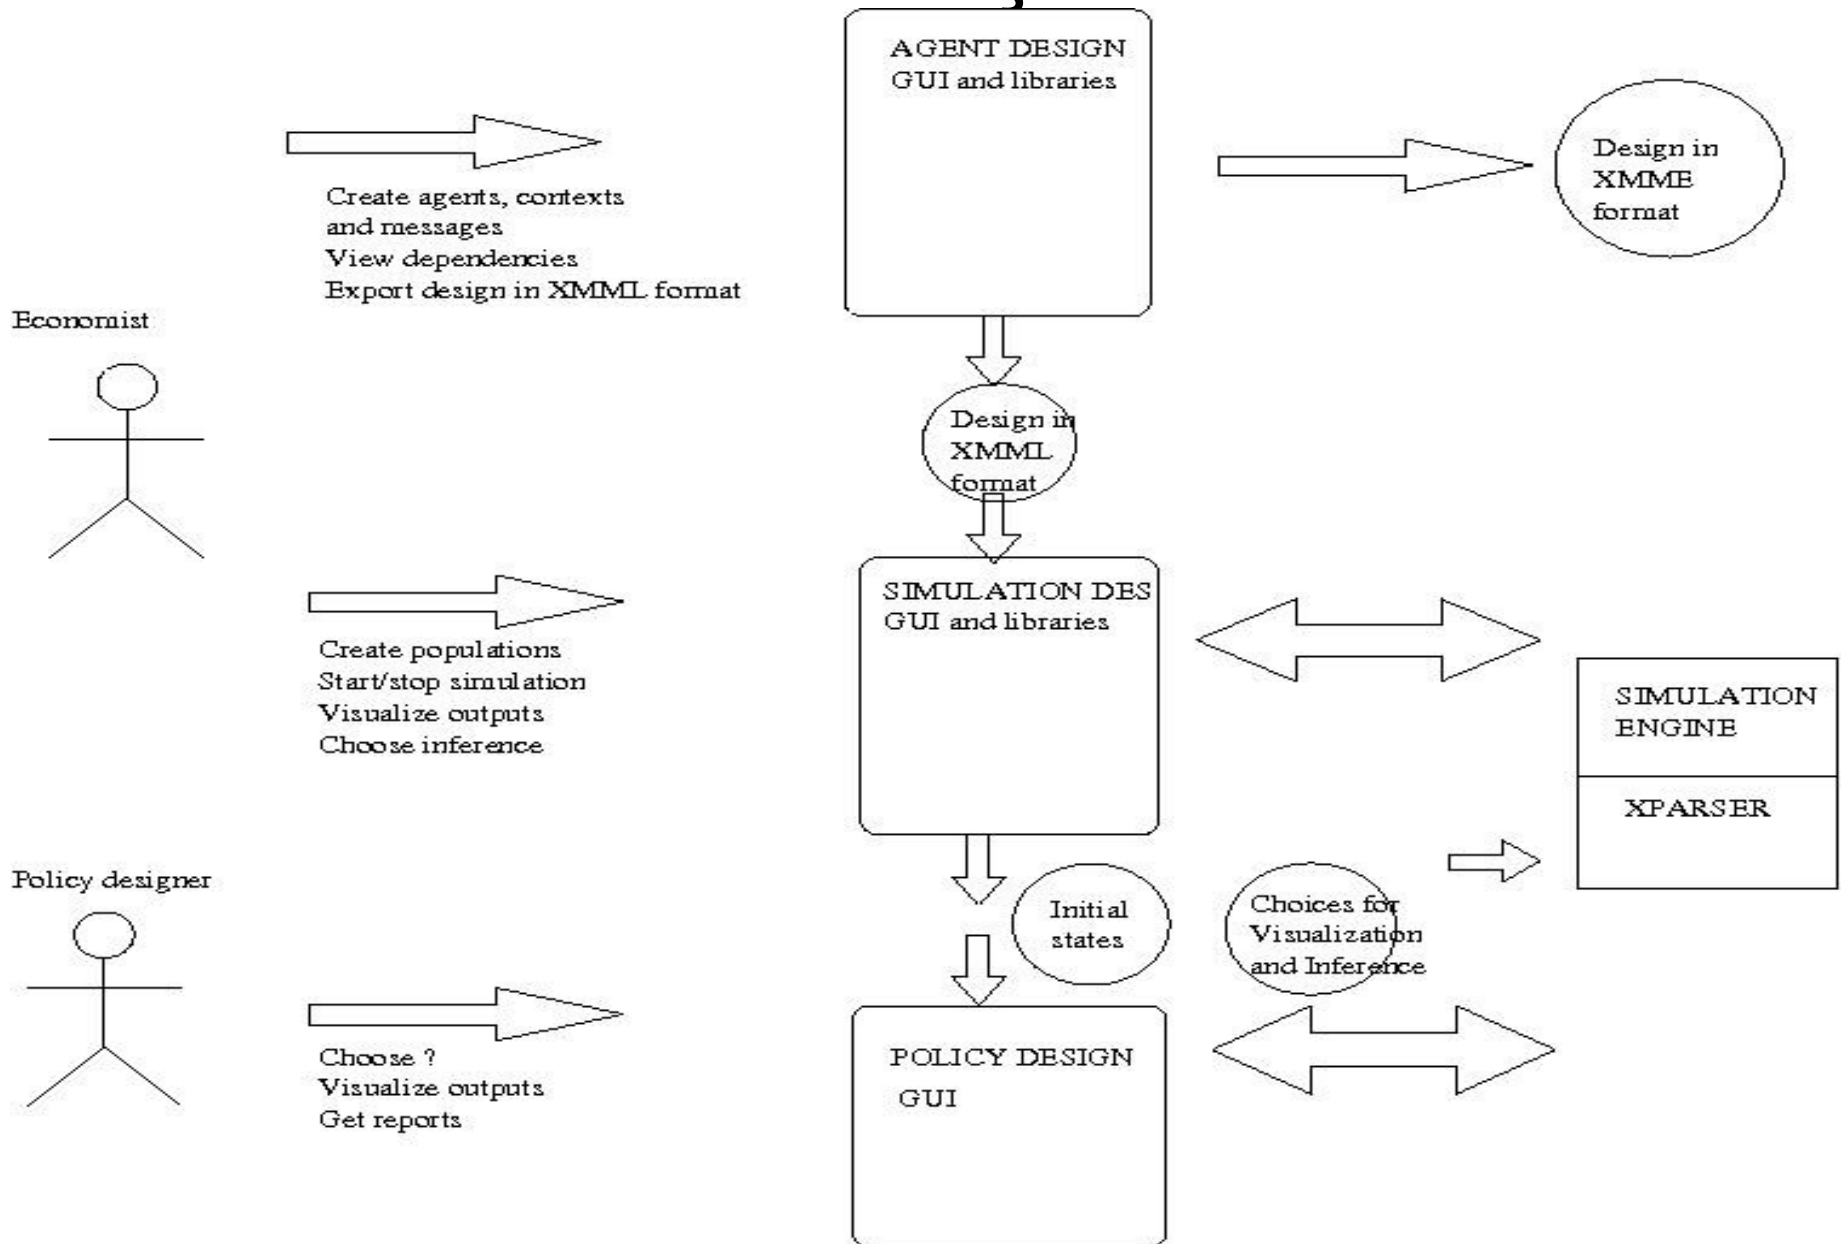 AGENT DESIGN
GUI and libraries
Design in
XMME
format
Create agents, contexts
and messages
View dependencies
Export design in XMML format
Economist
Design in
XMML
format
SIMULATION DES
GUI and libraries
Create populations
Start/stop simulation
Visualize outputs
Choose inference
SIMULATION
ENGINE
XPARSER
Policy designer
Initial
states
Choices for
Visualization
and Inference
Choose ?
Visualize outputs
Get reports
POLICY DESIGN
GUI